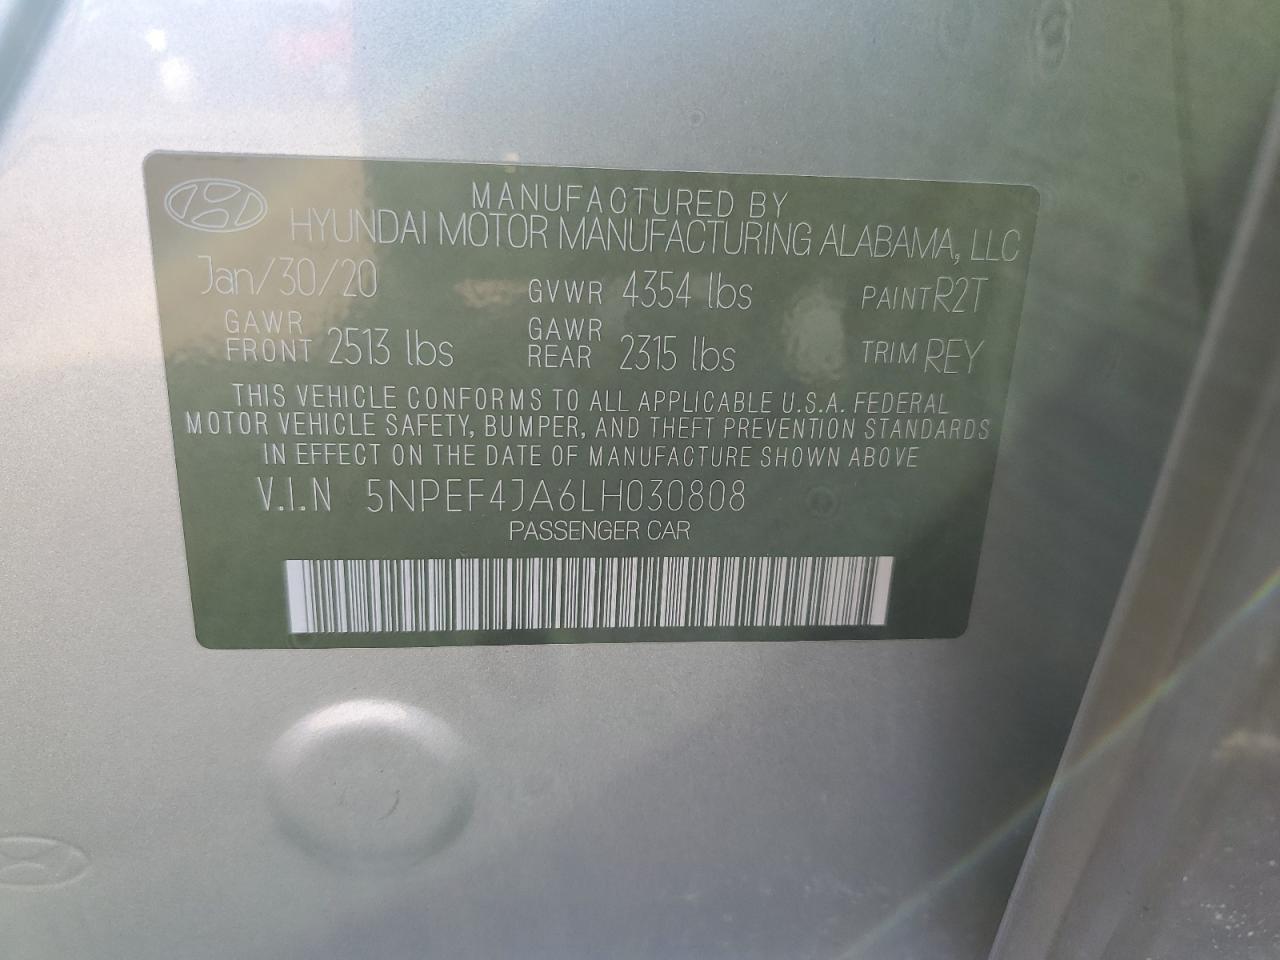 MANUFACTURED BY
HYUNDAI MOTOR MANUFACTURING ALABAMA, LLC
Jan/30/20 GVWR 4354 lbs PAINT R2T
GAWR FRONT 2513 lbs GAWR REAR 2315 lbs TRIM REY
THIS VEHICLE CONFORMS TO ALL APPLICABLE U.S.A. FEDERAL
MOTOR VEHICLE SAFETY, BUMPER, AND THEFT PREVENTION STANDARDS
IN EFFECT ON THE DATE OF MANUFACTURE SHOWN ABOVE
V.I.N 5NPEF4JA6LH030808
PASSENGER CAR